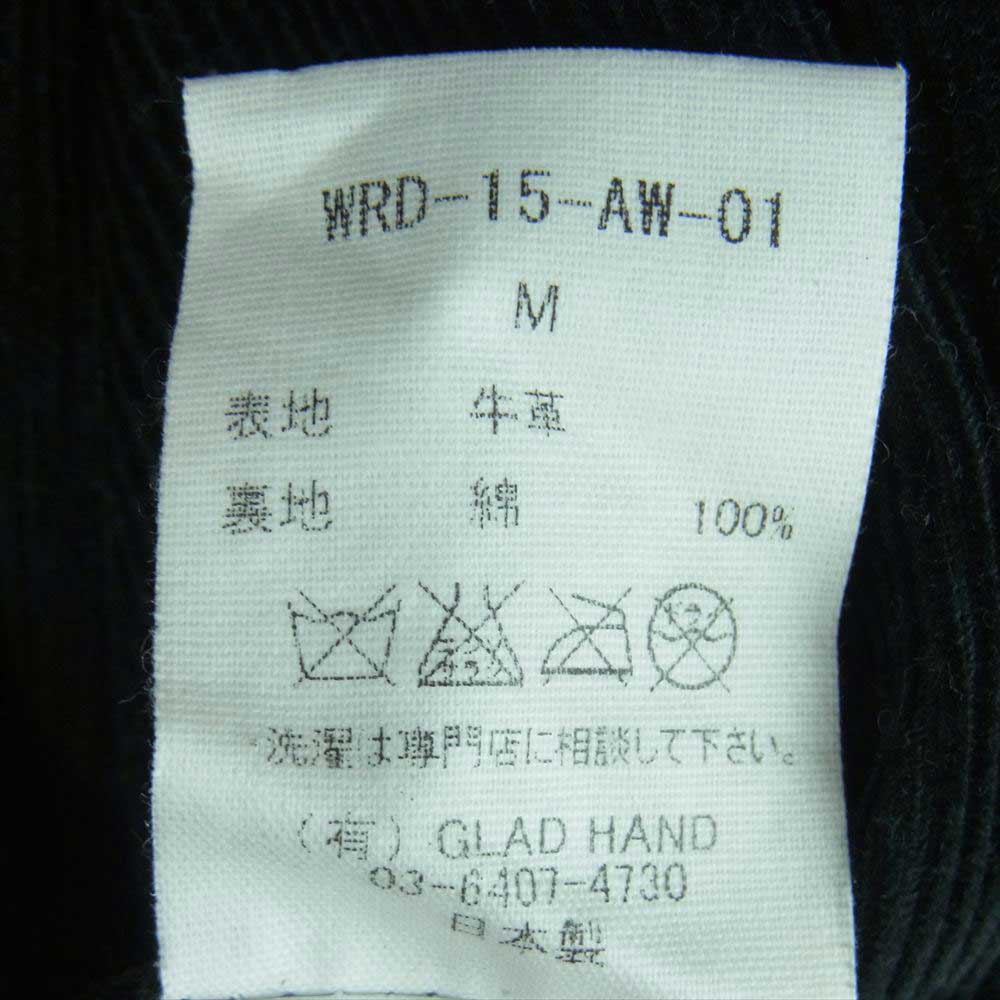 WRD-15-AW-01
M
表地 牛革
裏地 綿 100%
洗濯は専門店に相談して下さい。
(有) GLAD HAND
03-6407-4730
日本製